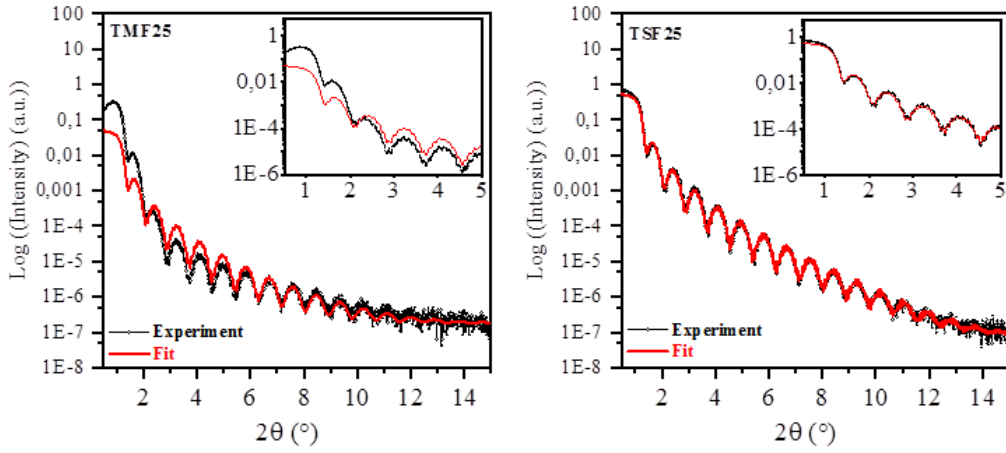 TMF25
100
10
1
0,1
0,01
0,001
1E-4
1E-5
1E-6
1E-7
1E-8
Log ((Intensity) (a.u.))
2 4 6 8 10 12 14
2θ (°)
Experiment
Fit
1
0,01
1E-4
1E-6
1 2 3 4 5
TSF25
100
10
1
0,1
0,01
0,001
1E-4
1E-5
1E-6
1E-7
1E-8
Log ((Intensity) (a.u.))
2 4 6 8 10 12 14
2θ (°)
Experiment
Fit
1
0,01
1E-4
1E-6
1 2 3 4 5